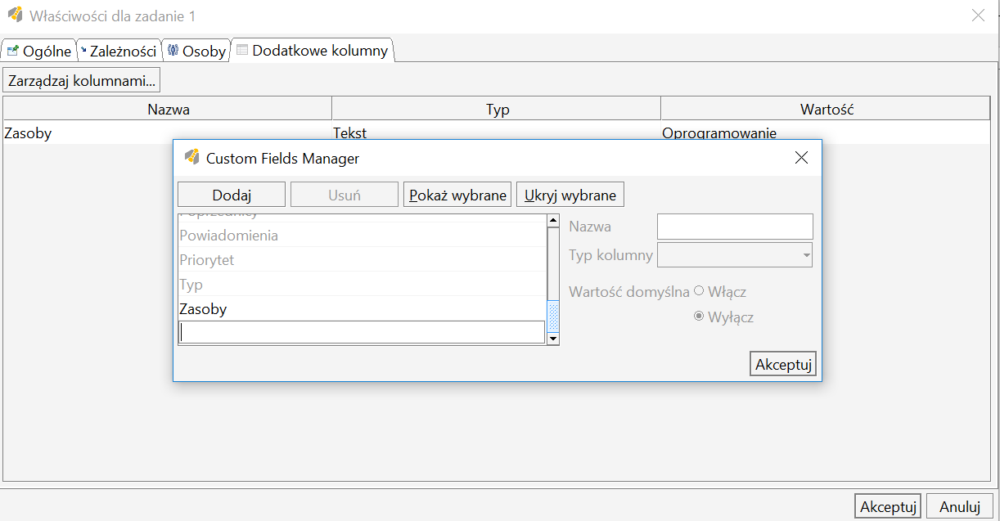 Właściwości dla zadanie 1
Ogólne Zależności Osoby Dodatkowe kolumny
Zarządzaj kolumnami...
Nazwa Typ Wartość
Zasoby Tekst Oprogramowanie
Custom Fields Manager
Dodaj Usuń Pokaż wybrane Ukryj wybrane
Poprzednicy
Powiadomienia
Priorytet
Typ
Zasoby
Nazwa
Typ kolumny
Wartość domyślna Włącz
Wyłącz
Akceptuj
Akceptuj Anuluj